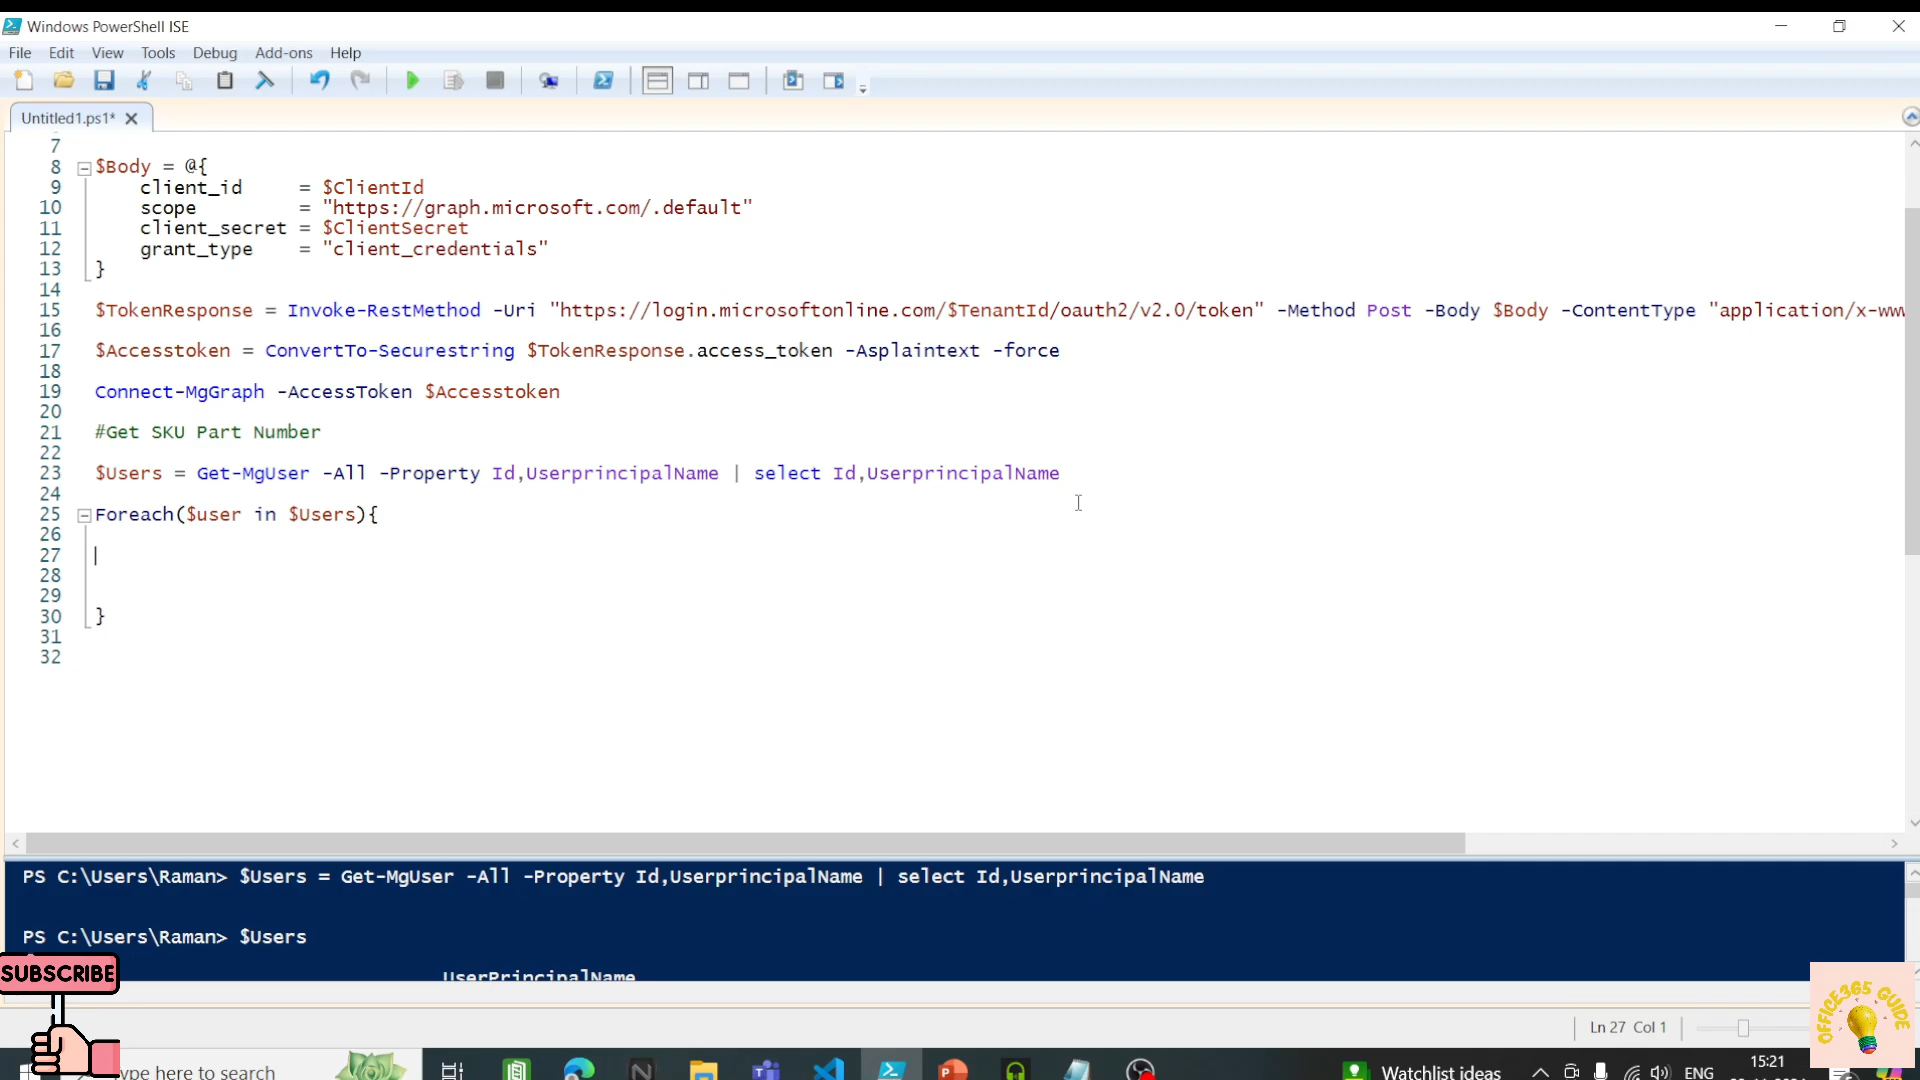 Windows PowerShell ISE
File Edit View Tools Debug Add-ons Help
Untitled1.ps1*
7
8 $Body = @{
9 client_id = $ClientId
10 scope = "https://graph.microsoft.com/.default"
11 client_secret = $ClientSecret
12 grant_type = "client_credentials"
13 }
14
15 $TokenResponse = Invoke-RestMethod -Uri "https://login.microsoftonline.com/$TenantId/oauth2/v2.0/token" -Method Post -Body $Body -ContentType "application/x-www
16
17 $Accesstoken = ConvertTo-Securestring $TokenResponse.access_token -Asplaintext -force
18
19 Connect-MgGraph -AccessToken $Accesstoken
20
21 #Get SKU Part Number
22
23 $Users = Get-MgUser -All -Property Id,UserprincipalName | select Id,UserprincipalName
24
25 Foreach($user in $Users){
26
27
28
29
30 }
31
32
PS C:\Users\Raman> $Users = Get-MgUser -All -Property Id,UserprincipalName | select Id,UserprincipalName
PS C:\Users\Raman> $Users
UserPrincipalName
SUBSCRIBE
OFFICE365 GUIDE
Ln 27 Col 1
ype here to search
Watchlist ideas
ENG
15:21